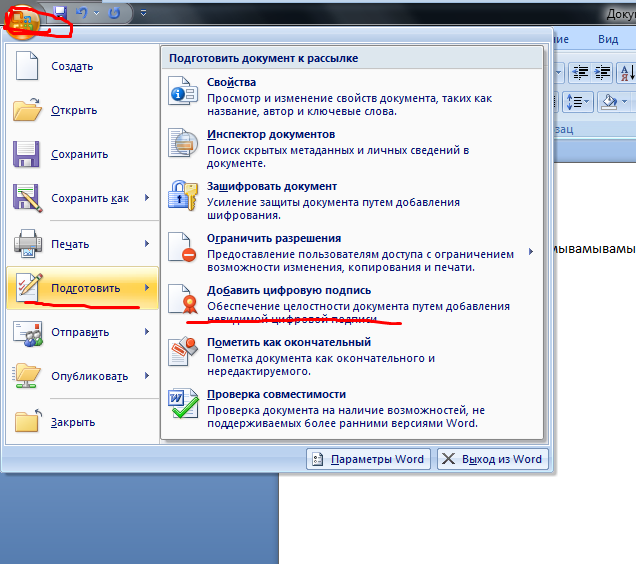 Доку
ние Вид
Создать
Открыть
Сохранить
Сохранить как
Печать
Подготовить
Отправить
Опубликовать
Закрыть
Подготовить документ к рассылке
Свойства
Просмотр и изменение свойств документа, таких как
название, автор и ключевые слова.
Инспектор документов
Поиск скрытых метаданных и личных сведений в
документе.
Зашифровать документ
Усиление защиты документа путем добавления
шифрования.
Ограничить разрешения
Предоставление пользователям доступа с ограничением
возможности изменения, копирования и печати.
Добавить цифровую подпись
Обеспечение целостности документа путем добавления
невидимой цифровой подписи.
Пометить как окончательный
Пометка документа как окончательного и
нередактируемого.
Проверка совместимости
Проверка документа на наличие возможностей, не
поддерживаемых более ранними версиями Word.
Параметры Word
Выход из Word
А
Я
зац
мывамывамы